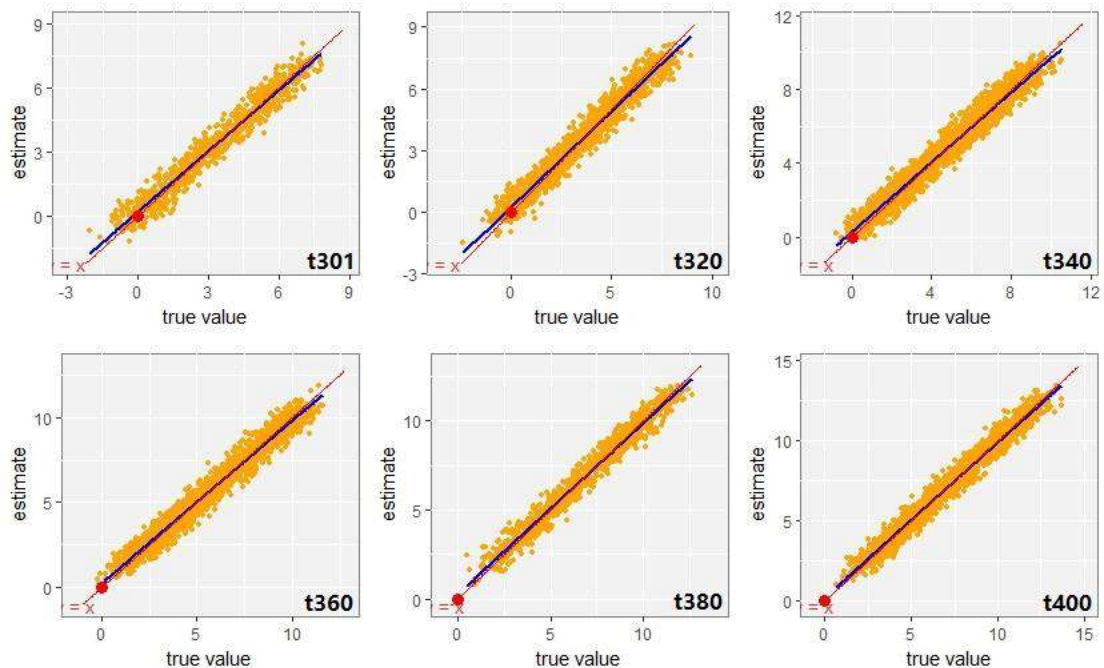 9
6
3
0
estimate
= x
t301
-3 0 3 6 9
true value
9
6
3
0
-3
estimate
= x
t320
0 5 10
true value
12
8
4
0
estimate
= x
t340
0 4 8 12
true value
10
5
0
estimate
= x
t360
0 5 10
true value
10
5
0
estimate
= x
t380
0 5 10
true value
15
10
5
0
estimate
= x
t400
0 5 10 15
true value